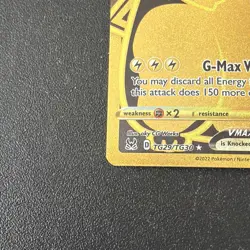 G-Max V
You may discard all Energy
this attack does 150 more
weakness ×2 resistance
VMAX
is Knocked
D TG29/TG30 ★
©2022 Pokémon / Ninten